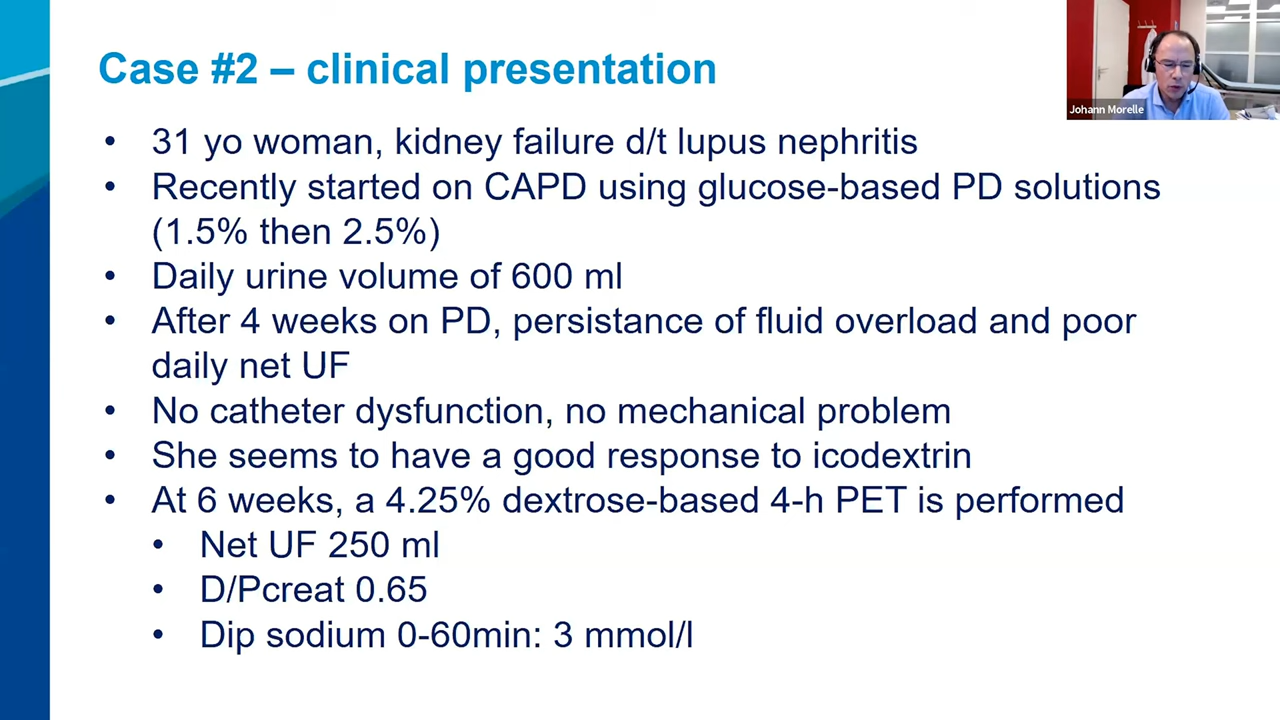 Case #2 – clinical presentation
Johann Morelle
• 31 yo woman, kidney failure d/t lupus nephritis
• Recently started on CAPD using glucose-based PD solutions
(1.5% then 2.5%)
• Daily urine volume of 600 ml
• After 4 weeks on PD, persistance of fluid overload and poor
daily net UF
• No catheter dysfunction, no mechanical problem
• She seems to have a good response to icodextrin
• At 6 weeks, a 4.25% dextrose-based 4-h PET is performed
• Net UF 250 ml
• D/Pcreat 0.65
• Dip sodium 0-60min: 3 mmol/l